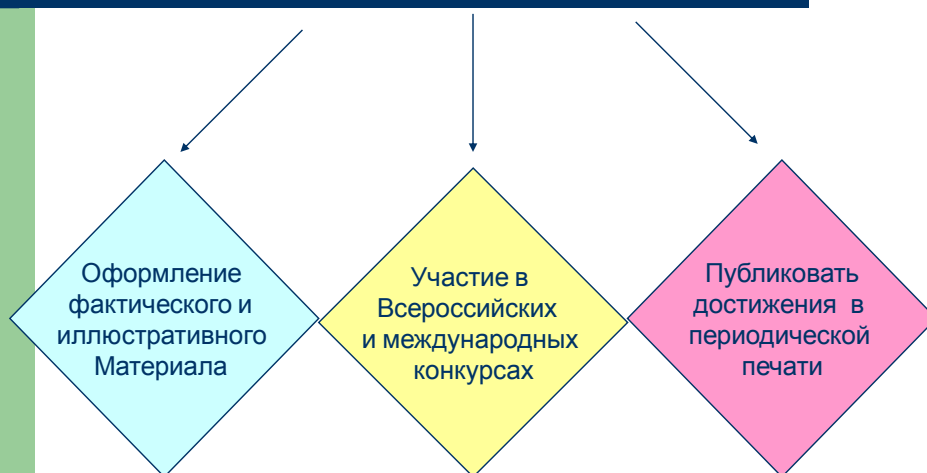 Оформление
фактического и
иллюстративного
Материала
Участие в
Всероссийских
и международных
конкурсах
Публиковать
достижения в
периодической
печати